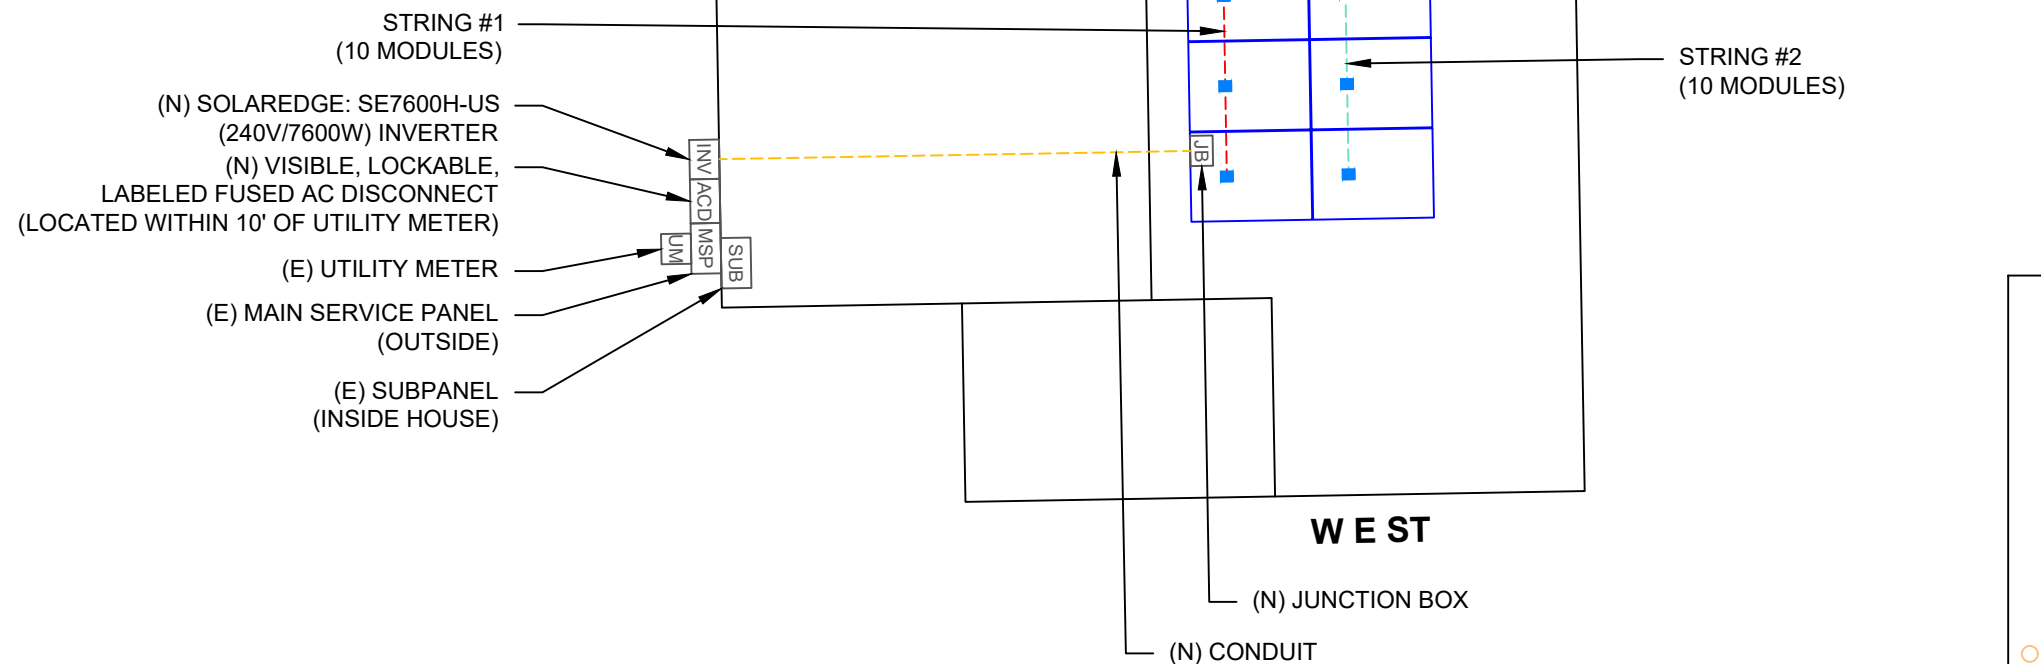 STRING #1
(10 MODULES)
STRING #2
(10 MODULES)
(N) SOLAREDGE: SE7600H-US
(240V/7600W) INVERTER
(N) VISIBLE, LOCKABLE,
LABELED FUSED AC DISCONNECT
(LOCATED WITHIN 10' OF UTILITY METER)
(E) UTILITY METER
(E) MAIN SERVICE PANEL
(OUTSIDE)
(E) SUBPANEL
(INSIDE HOUSE)
INV
ACD
MSP
UM
SUB
JB
WEST
(N) JUNCTION BOX
(N) CONDUIT